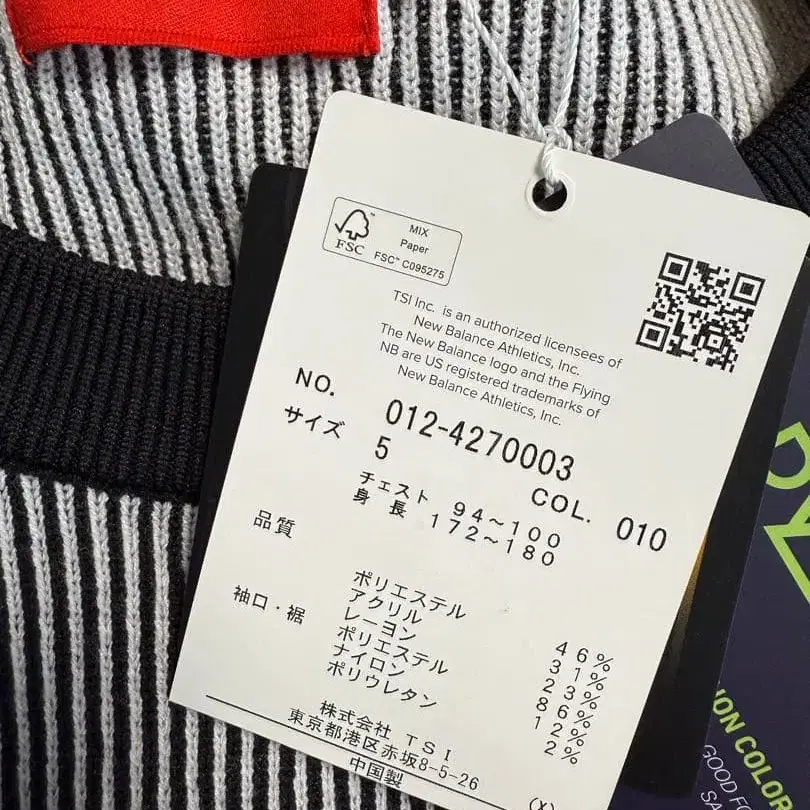 FSC™
MIX
Paper
FSC™ C095275
TSI Inc. is an authorized licensees of
New Balance Athletics, Inc.
The New Balance logo and the Flying
NB are US registered trademarks of
New Balance Athletics, Inc.
NO. 012-4270003
サイズ 5 COL. 010
チェスト 94～100
身長 172～180
品質
ポリエステル 46%
アクリル 31%
レーヨン 23%
袖口・裾 ポリエステル 86%
ナイロン 12%
ポリウレタン 2%
株式会社 TSI
東京都港区赤坂8-5-26
中国製 (X)
ION COLOR
GOOD FO